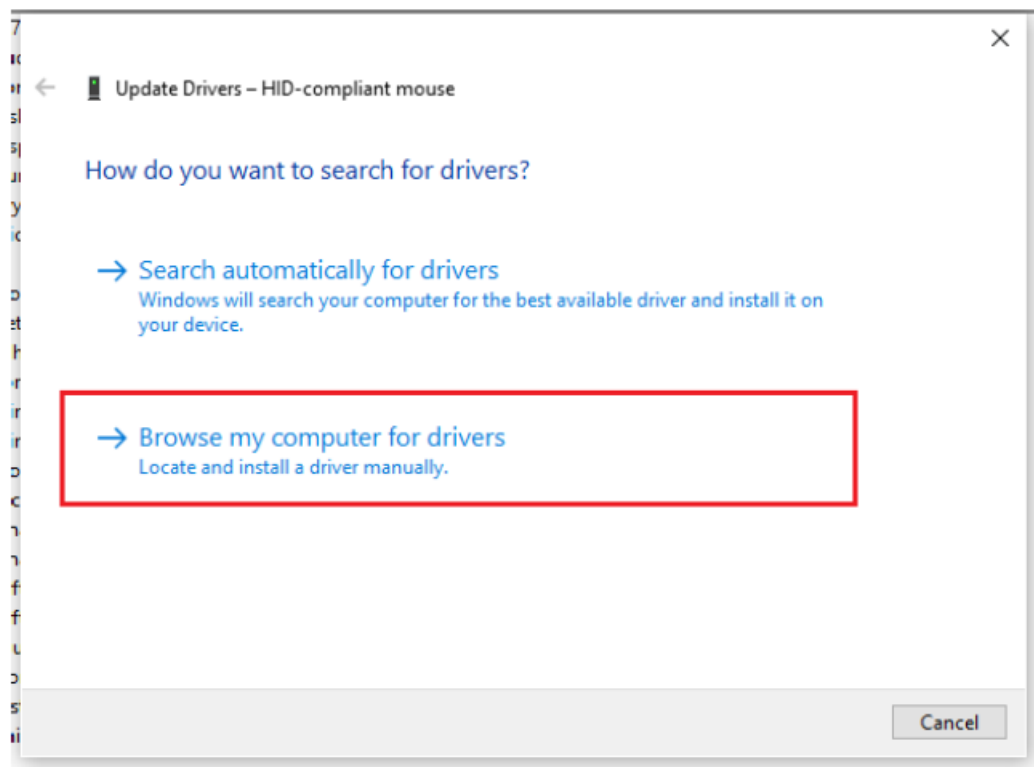 Update Drivers – HID-compliant mouse
How do you want to search for drivers?
Search automatically for drivers
Windows will search your computer for the best available driver and install it on
your device.
Browse my computer for drivers
Locate and install a driver manually.
Cancel